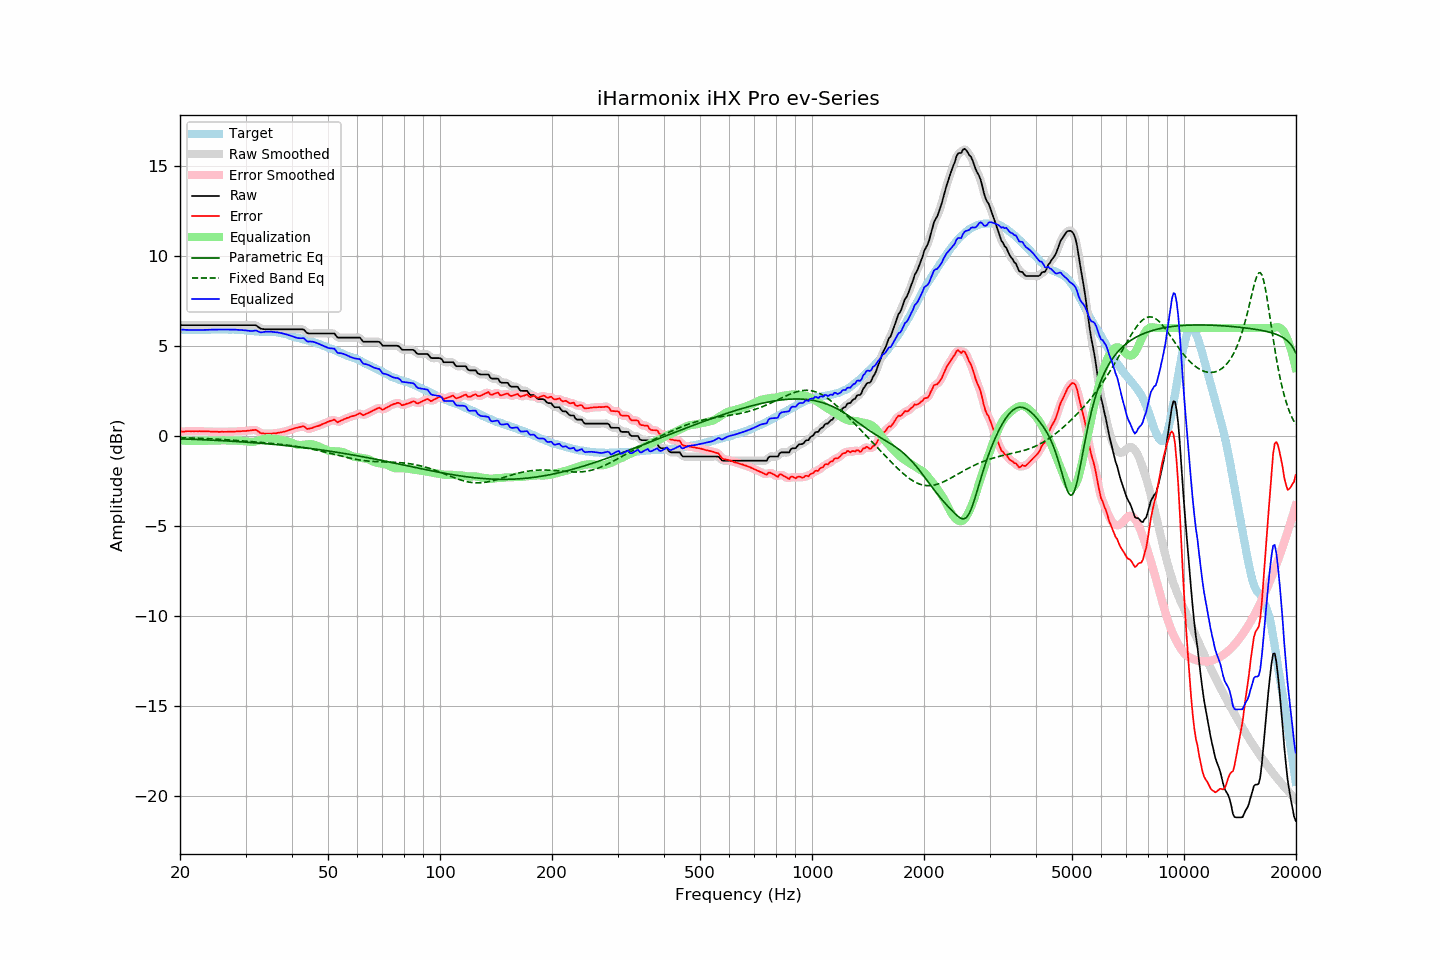 iHarmonix iHX Pro ev-Series
Target
Raw Smoothed
Error Smoothed
Raw
Error
Equalization
Parametric Eq
Fixed Band Eq
Equalized
15
10
5
0
−5
−10
−15
−20
Amplitude (dBr)
20
50
100
200
500
1000
2000
5000
10000
20000
Frequency (Hz)